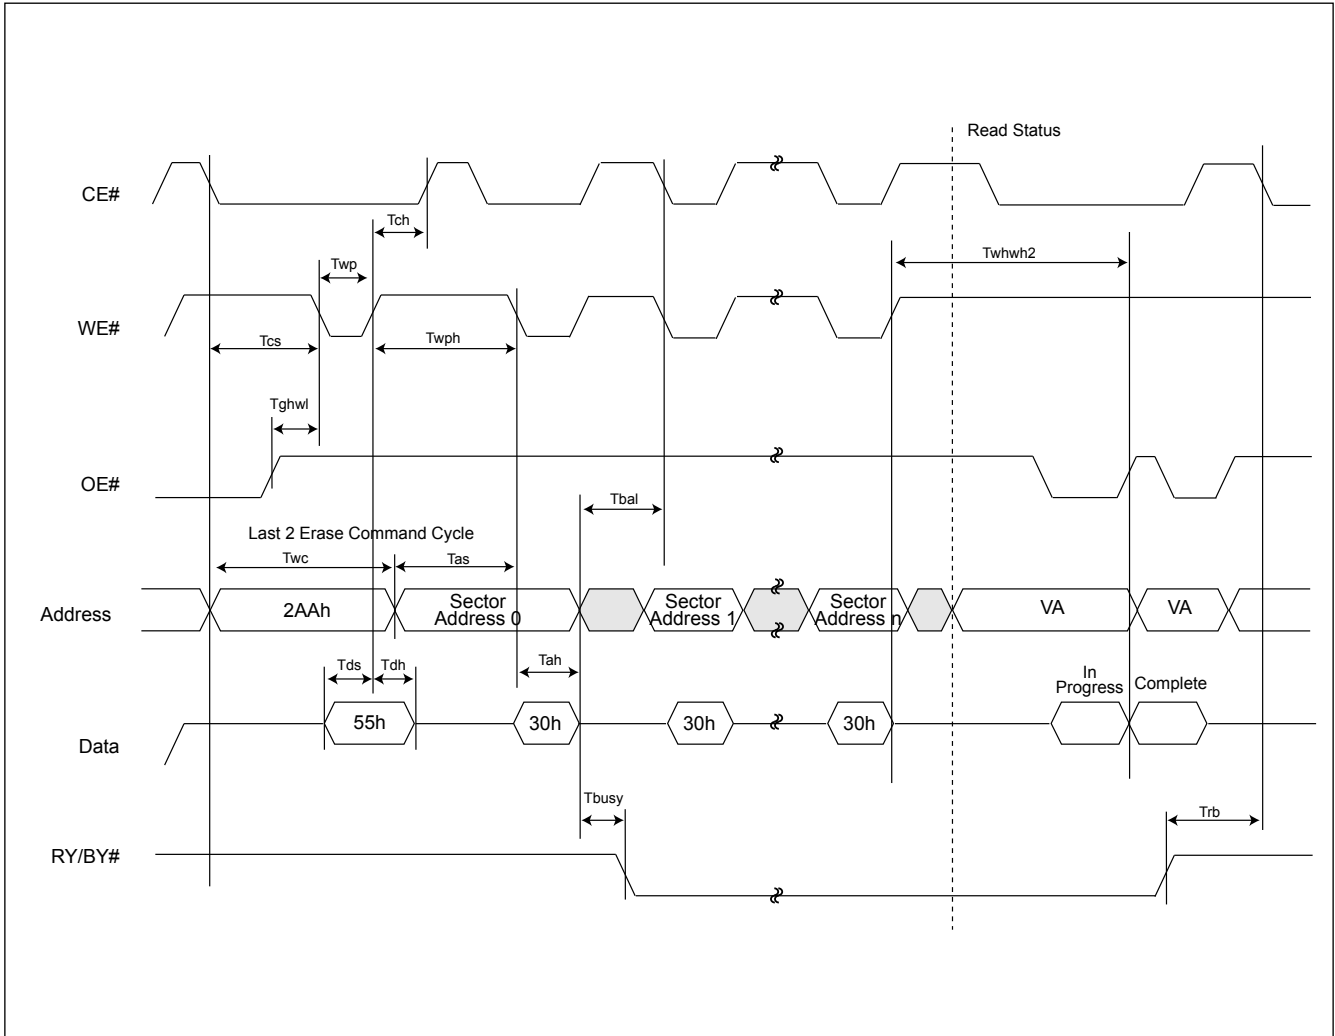 Read Status
CE#
Tch
Twhwh2
Twp
WE#
Tcs
Twph
Tghwl
OE#
Tbal
Last 2 Erase Command Cycle
Twc
Tas
Address
2AAh
Sector
Address 0
Sector
Address 1
Sector
Address n
VA
VA
Tds
Tdh
Tah
In
Progress
Complete
Data
55h
30h
30h
30h
Tbusy
Trb
RY/BY#